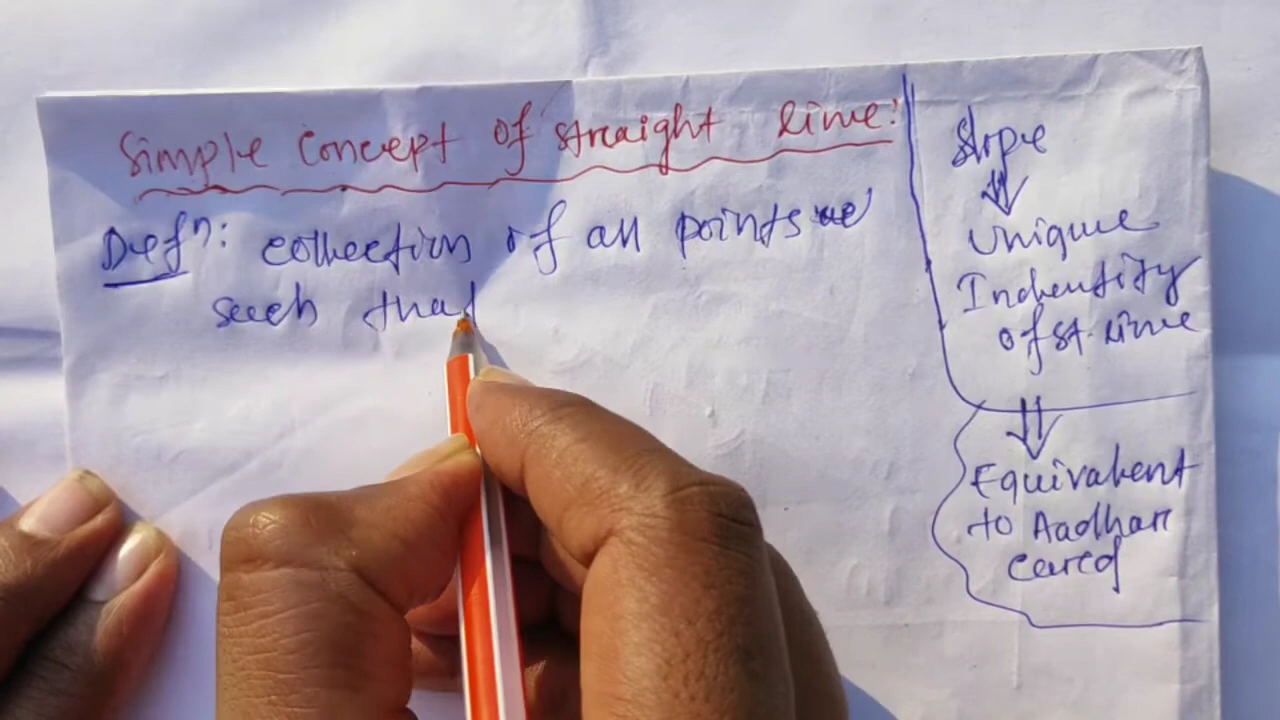 Simple concept of straight line:
Defn: collection of all points
such that
Slope
⇓
Unique
Indentity
of st. line
⇓
Equivalent
to Aadhar
card